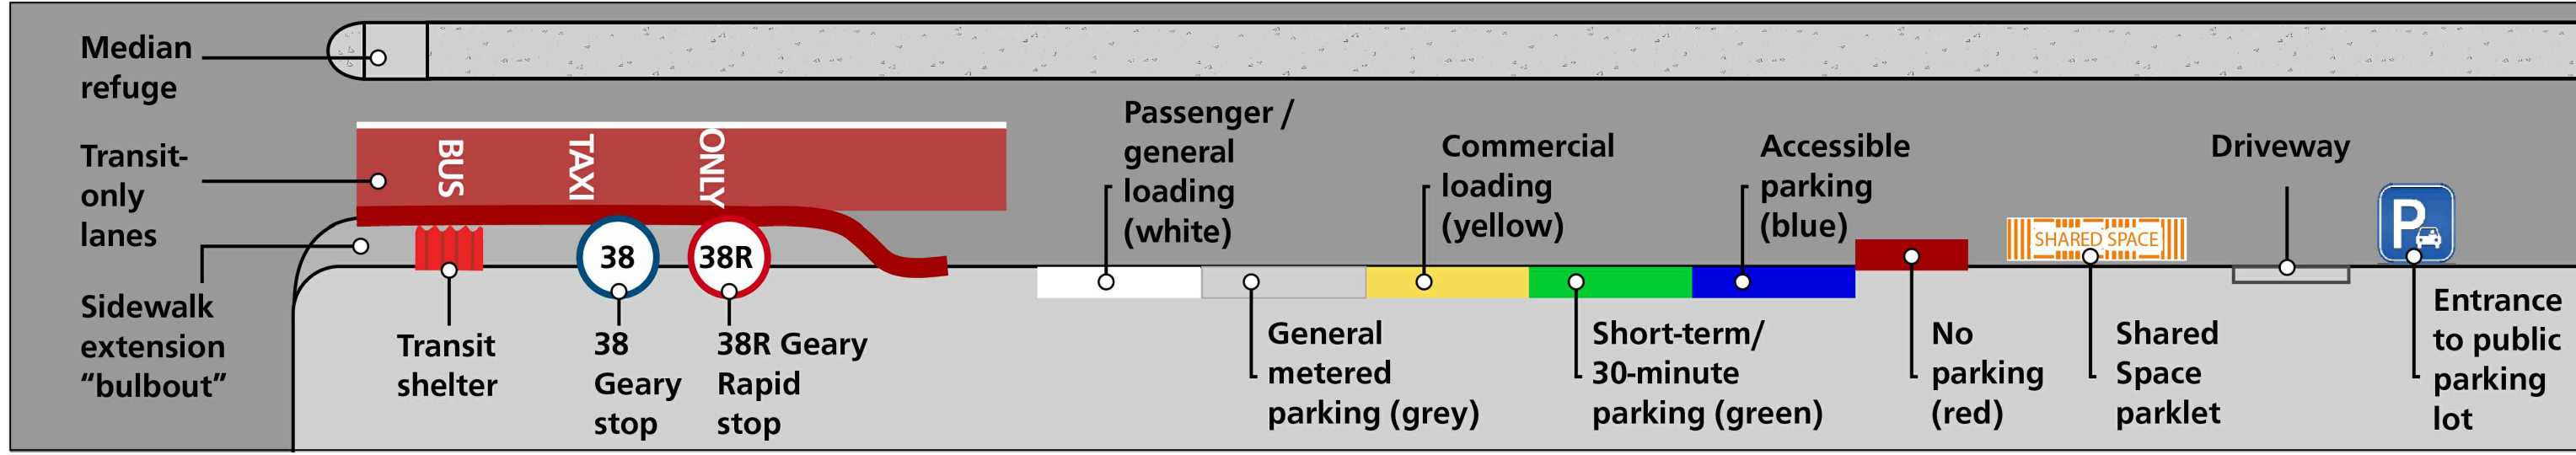 Median
refuge
Transit-
only
lanes
Sidewalk
extension
“bulbout”
BUS
TAXI
ONLY
Transit
shelter
38
38
Geary
stop
38R
38R Geary
Rapid
stop
Passenger /
general
loading
(white)
General
metered
parking (grey)
Commercial
loading
(yellow)
Short-term/
30-minute
parking (green)
Accessible
parking
(blue)
No
parking
(red)
SHARED SPACE
Shared
Space
parklet
Driveway
P
Entrance
to public
parking
lot